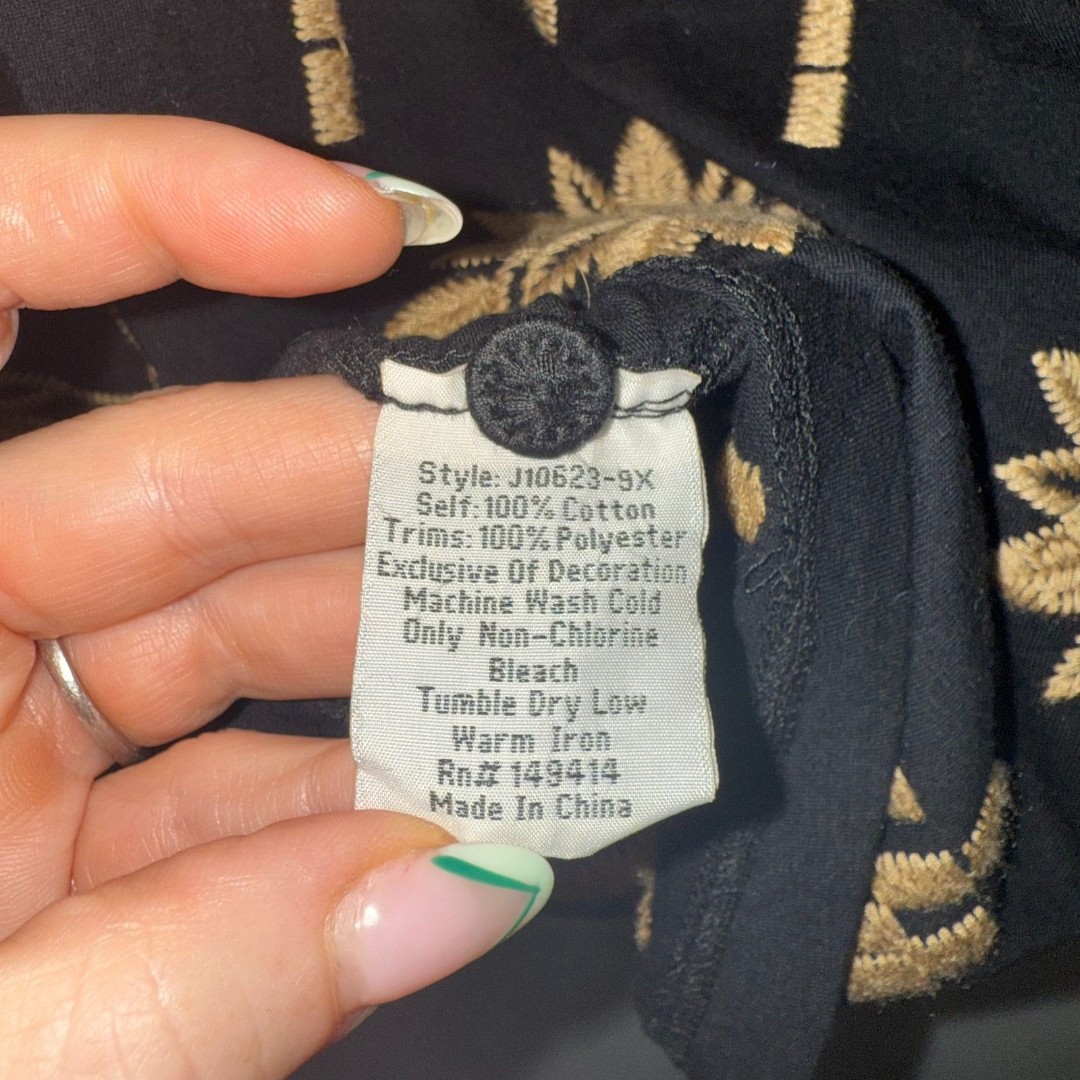 Style: J10623-9X
Self: 100% Cotton
Trims: 100% Polyester
Exclusive Of Decoration
Machine Wash Cold
Only Non-Chlorine
Bleach
Tumble Dry Low
Warm Iron
Rn# 149414
Made In China